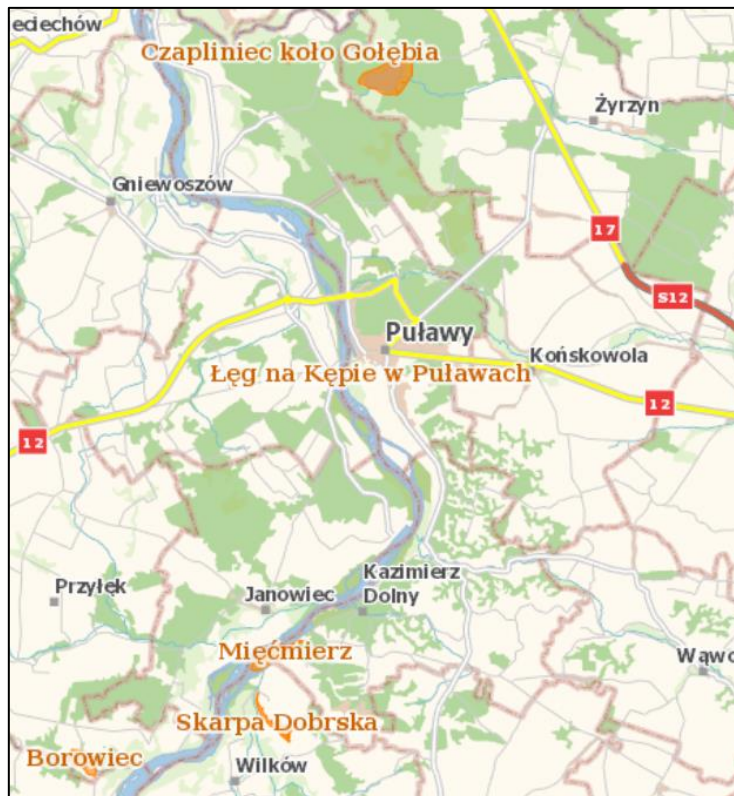 eciechów
Czapliniec koło Gołębia
Żyrzyn
Gniewoszów
17
S12
Puławy
Końskowola
Łęg na Kępie w Puławach
12
12
Kazimierz
Dolny
Przyłęk
Janowiec
Mięćmierz
Wąwo
Skarpa Dobrska
Borowiec
Wilków